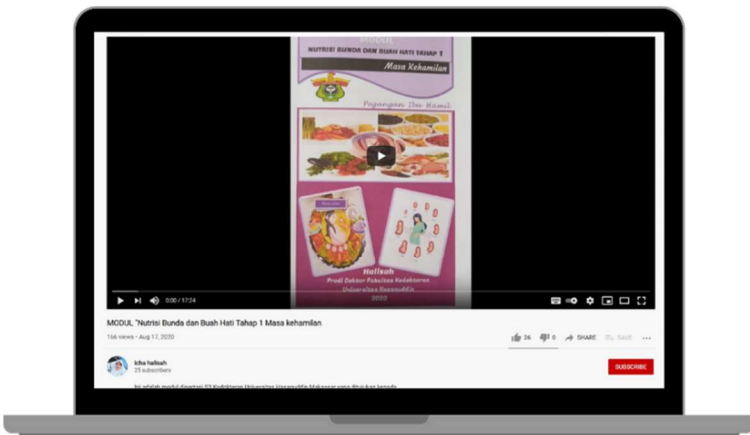 MODUL
NUTRISI BUNDA DAN BUAH HATI TAHAP 1
Masa Kehamilan
Pegangan Ibu Hamil
Halisah
Prodi Doktor Fakultas Kedokteran
Universitas Hasanuddin
2020
0:00 / 17:24
MODUL "Nutrisi Bunda dan Buah Hati Tahap 1 Masa kehamilan
166 views • Aug 17, 2020
26
0
SHARE
SAVE
icha halisah
25 subscribers
SUBSCRIBE
Ini adalah modul disertasi S3 Kedokteran Universitas Hasanuddin Makassar yang ditujukan kepada